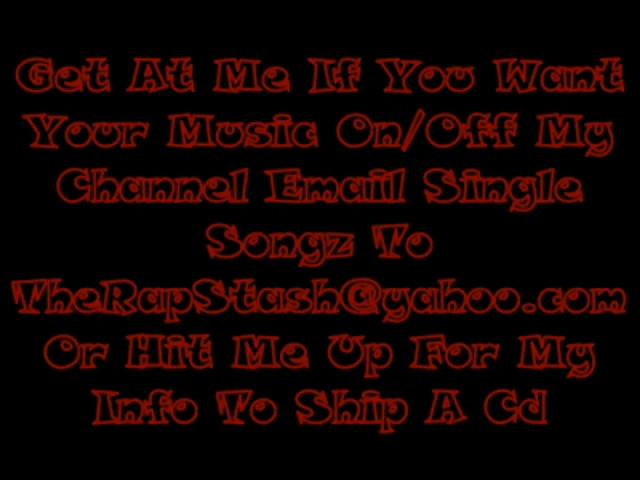 Get At Me If You Want
Your Music On/Off My
Channel Email Single
Songz To
TheRapStash@yahoo.com
Or Hit Me Up For My
Info To Ship A Cd